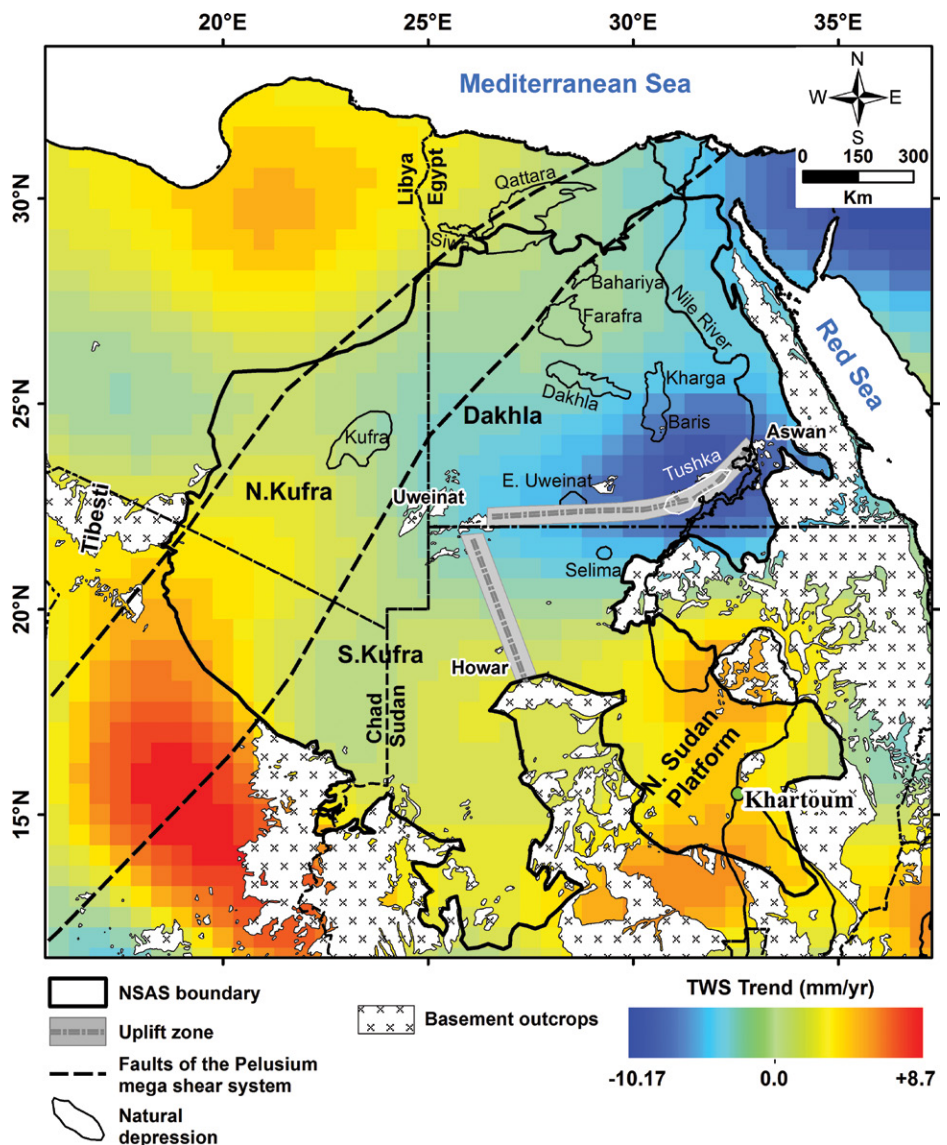 20°E
25°E
30°E
35°E
Mediterranean Sea
N
W
E
S
0
150
300
Km
30°N
25°N
20°N
15°N
Libya
Egypt
Qattara
Siwa
Bahariya
Farafra
Nile River
Red Sea
Dakhla
Kharga
Dakhla
Baris
Kufra
Aswan
N.Kufra
Tushka
Uweinat
E. Uweinat
Tibesti
Selima
S.Kufra
Howar
Chad
Sudan
N. Sudan
Platform
Khartoum
NSAS boundary
Uplift zone
Faults of the Pelusium
mega shear system
Natural
depression
Basement outcrops
TWS Trend (mm/yr)
-10.17
0.0
+8.7